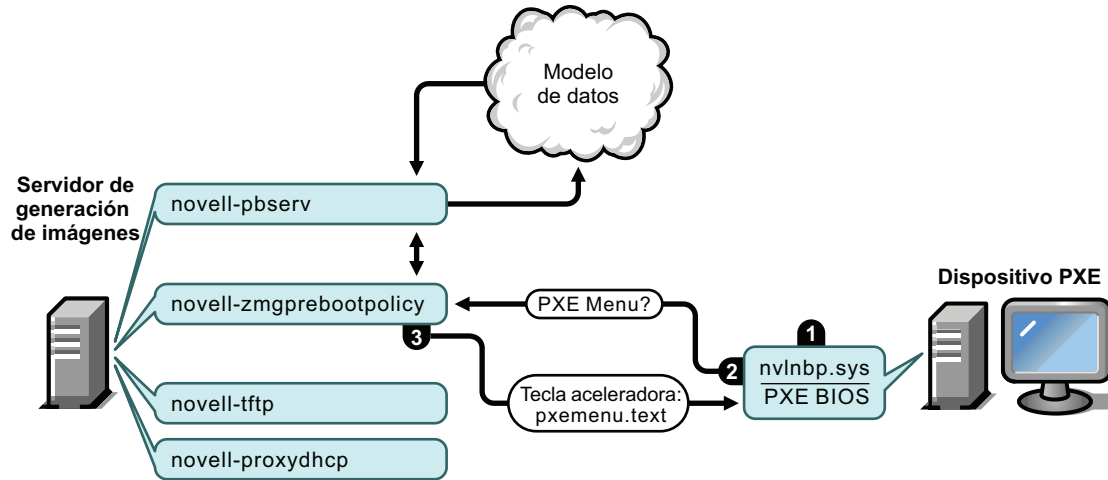 Modelo
de datos
Servidor de
generación
de imágenes
novell-pbserv
novell-zmgprebootpolicy
3
PXE Menu?
Tecla aceleradora:
pxemenu.text
1
2
nvlnbp.sys
PXE BIOS
Dispositivo PXE
novell-tftp
novell-proxydhcp